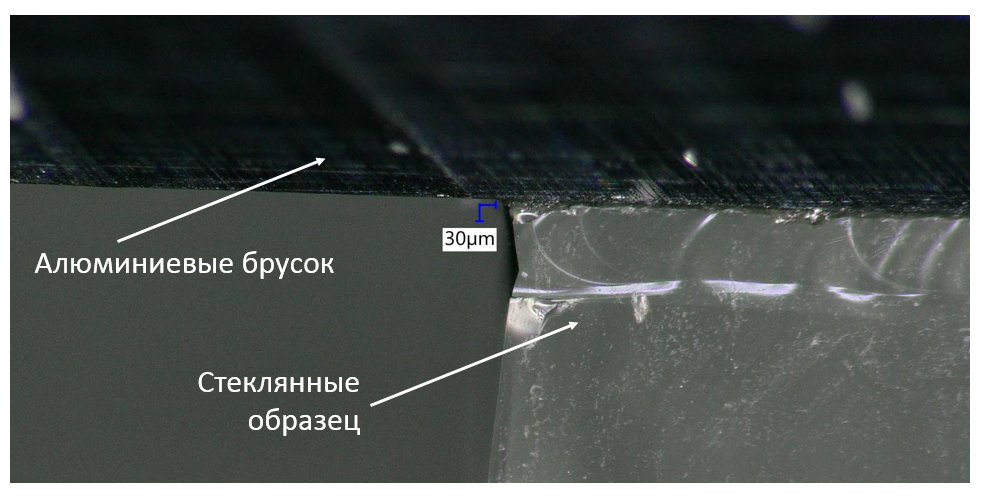 30µm
Алюминиевые брусок
Стеклянные
образец